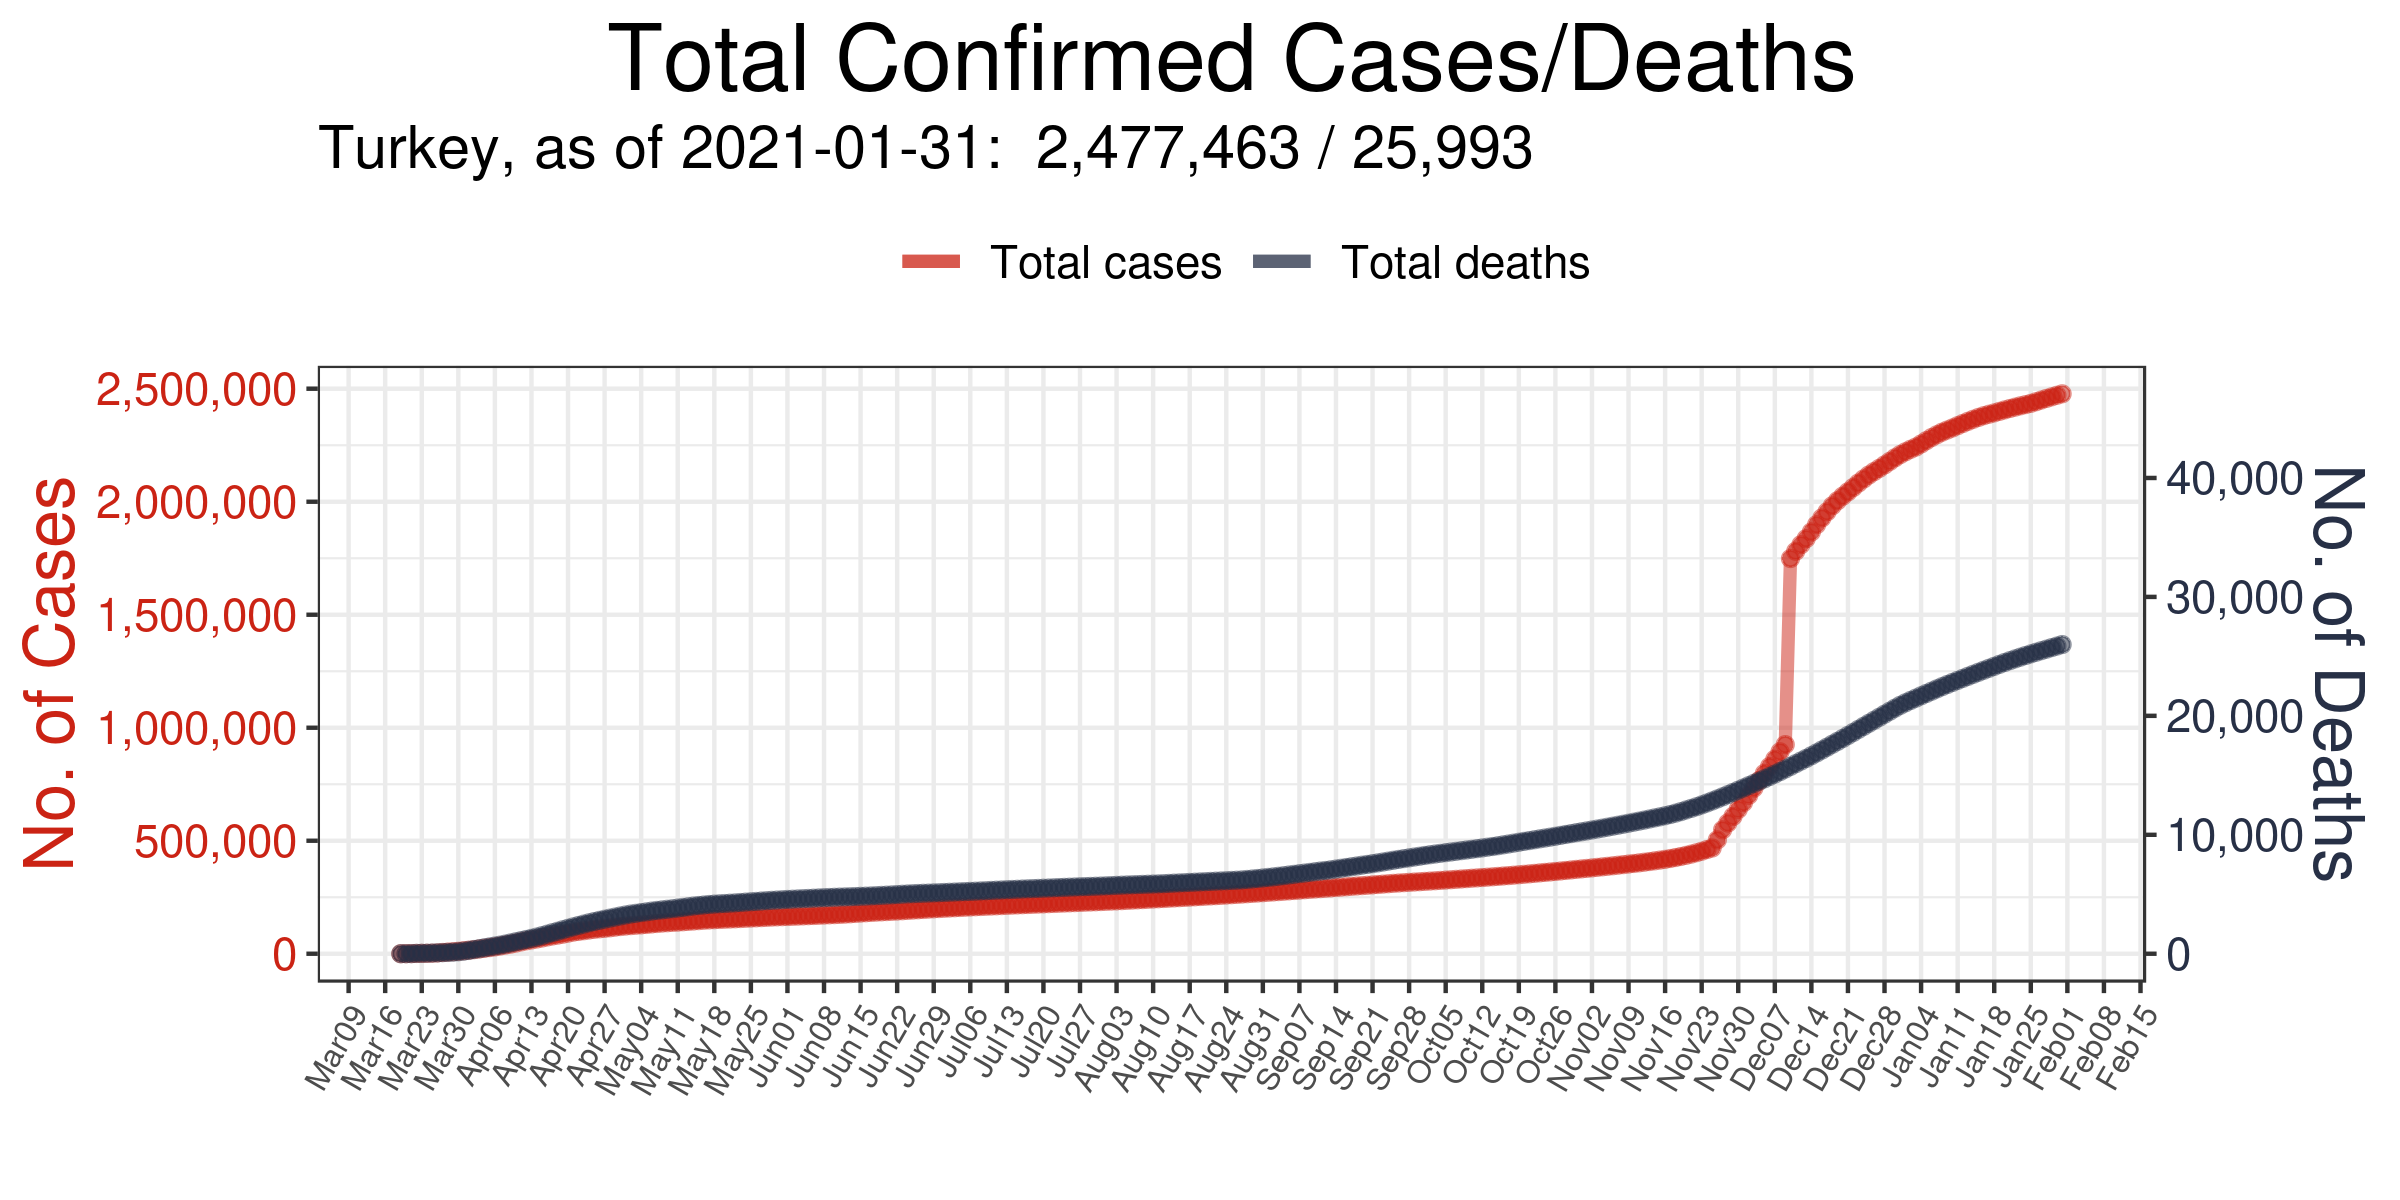 Total Confirmed Cases/Deaths
Turkey, as of 2021-01-31: 2,477,463 / 25,993
Total cases
Total deaths
No. of Cases
2,500,000
2,000,000
1,500,000
1,000,000
500,000
0
40,000
30,000
20,000
10,000
0
No. of Deaths
Mar09
Mar16
Mar23
Mar30
Apr06
Apr13
Apr20
Apr27
May04
May11
May18
May25
Jun01
Jun08
Jun15
Jun22
Jun29
Jul06
Jul13
Jul20
Jul27
Aug03
Aug10
Aug17
Aug24
Aug31
Sep07
Sep14
Sep21
Sep28
Oct05
Oct12
Oct19
Oct26
Nov02
Nov09
Nov16
Nov23
Nov30
Dec07
Dec14
Dec21
Dec28
Jan04
Jan11
Jan18
Jan25
Feb01
Feb08
Feb15